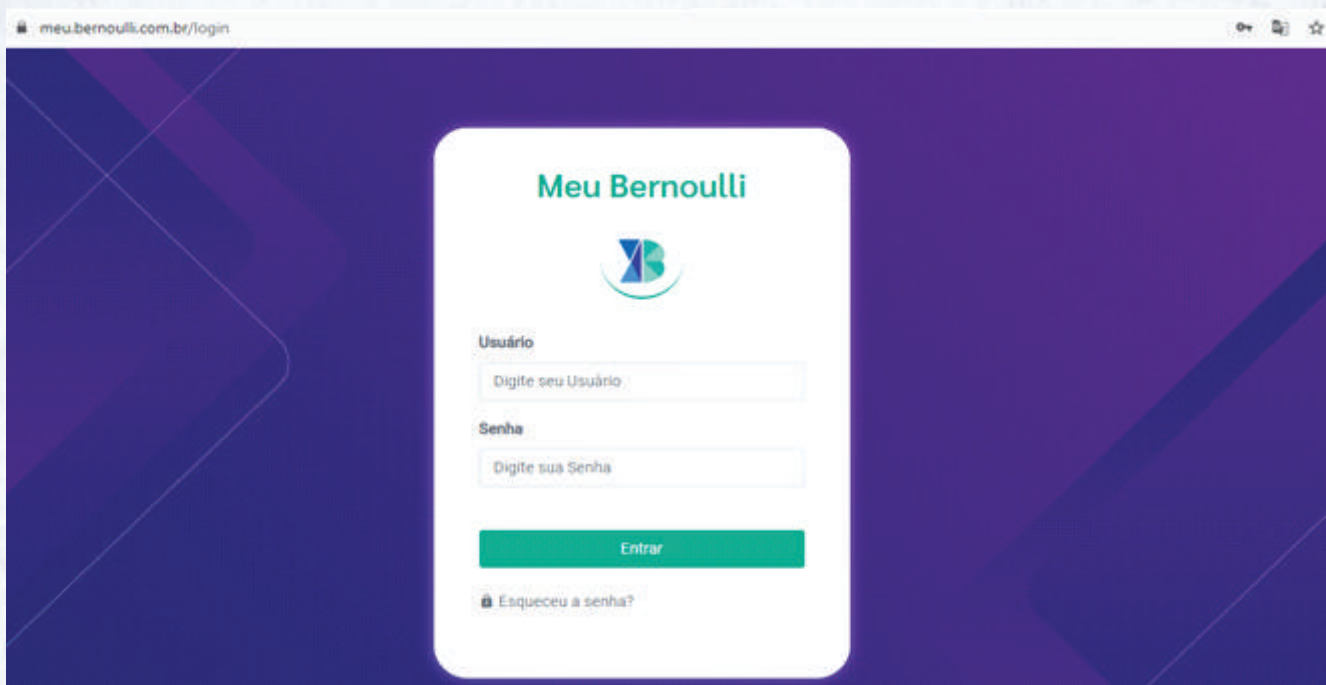 meu.bernoulli.com.br/login
Meu Bernoulli
B
Usuário
Digite seu Usuário
Senha
Digite sua Senha
Entrar
Esqueceu a senha?